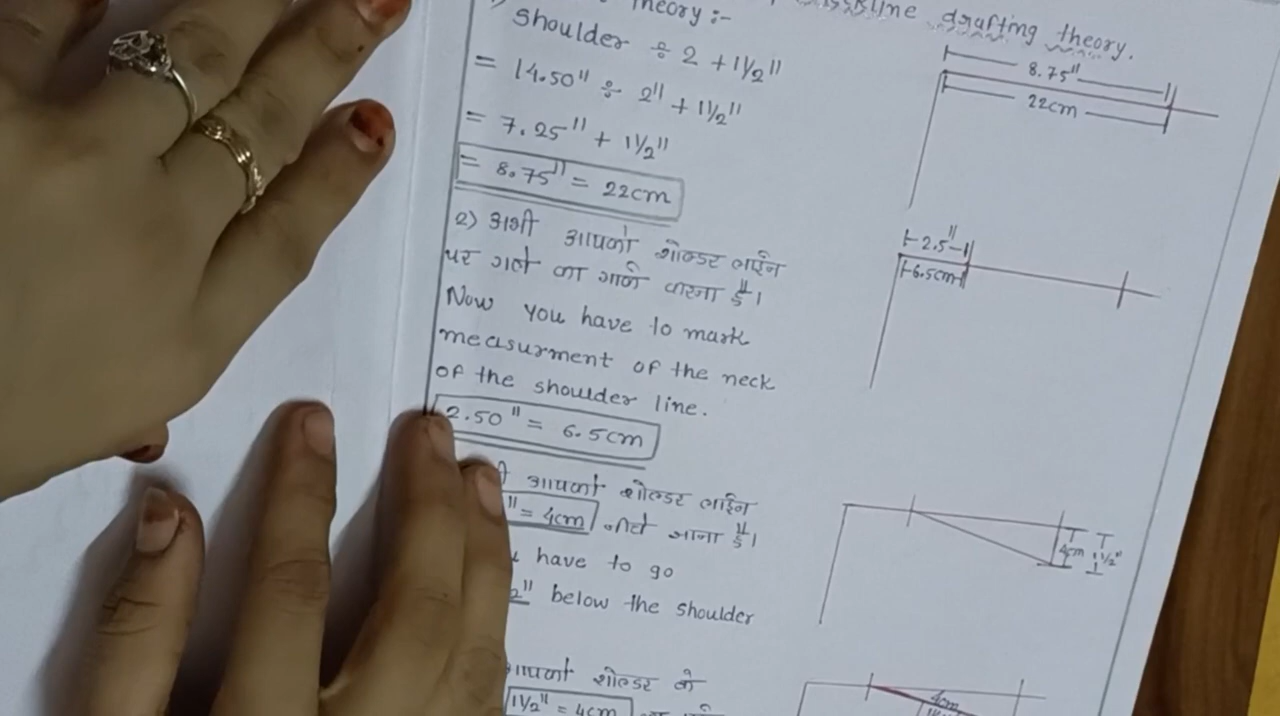 theory :-
line drafting theory.
Shoulder ÷ 2 + 1½"
= 14.50" ÷ 2" + 1½"
= 7.25" + 1½"
= 8.75" = 22cm
8.75"
22cm
2) अभी आपको शोल्डर लाईन
पर गले का मार्क करना है।
Now you have to mark
measurment of the neck
of the shoulder line.
2.50" = 6.5cm
2.5"
6.5cm
आपको शोल्डर लाईन
" = 4cm नीचे आना है।
have to go
" below the shoulder
4cm 1½"
आपको शोल्डर के
1½" = 4cm
4cm